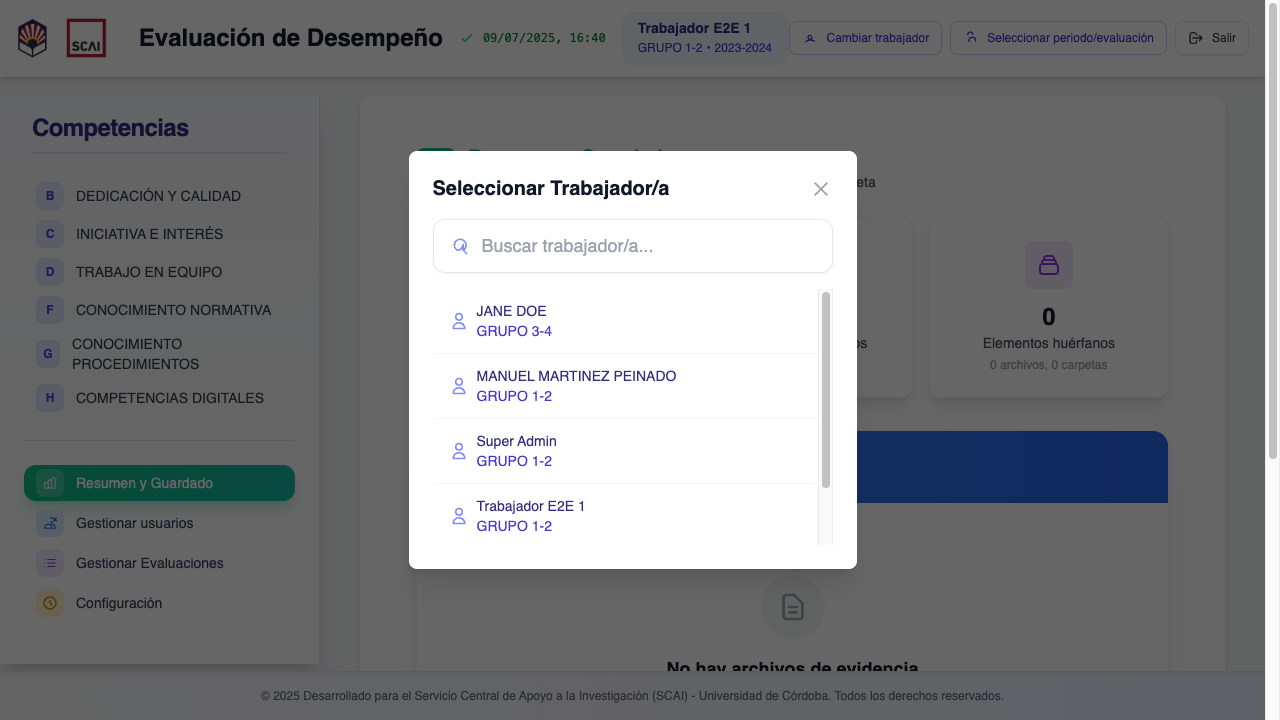 SCAI
Evaluación de Desempeño
09/07/2025, 16:40
Trabajador E2E 1
GRUPO 1-2 • 2023-2024
Cambiar trabajador
Seleccionar periodo/evaluación
Salir
Competencias
B DEDICACIÓN Y CALIDAD
C INICIATIVA E INTERÉS
D TRABAJO EN EQUIPO
F CONOCIMIENTO NORMATIVA
G CONOCIMIENTO
PROCEDIMIENTOS
H COMPETENCIAS DIGITALES
Resumen y Guardado
Gestionar usuarios
Gestionar Evaluaciones
Configuración
Seleccionar Trabajador/a
Buscar trabajador/a...
JANE DOE
GRUPO 3-4
MANUEL MARTINEZ PEINADO
GRUPO 1-2
Super Admin
GRUPO 1-2
Trabajador E2E 1
GRUPO 1-2
0
Elementos huérfanos
0 archivos, 0 carpetas
No hay archivos de evidencia
© 2025 Desarrollado para el Servicio Central de Apoyo a la Investigación (SCAI) - Universidad de Córdoba. Todos los derechos reservados.